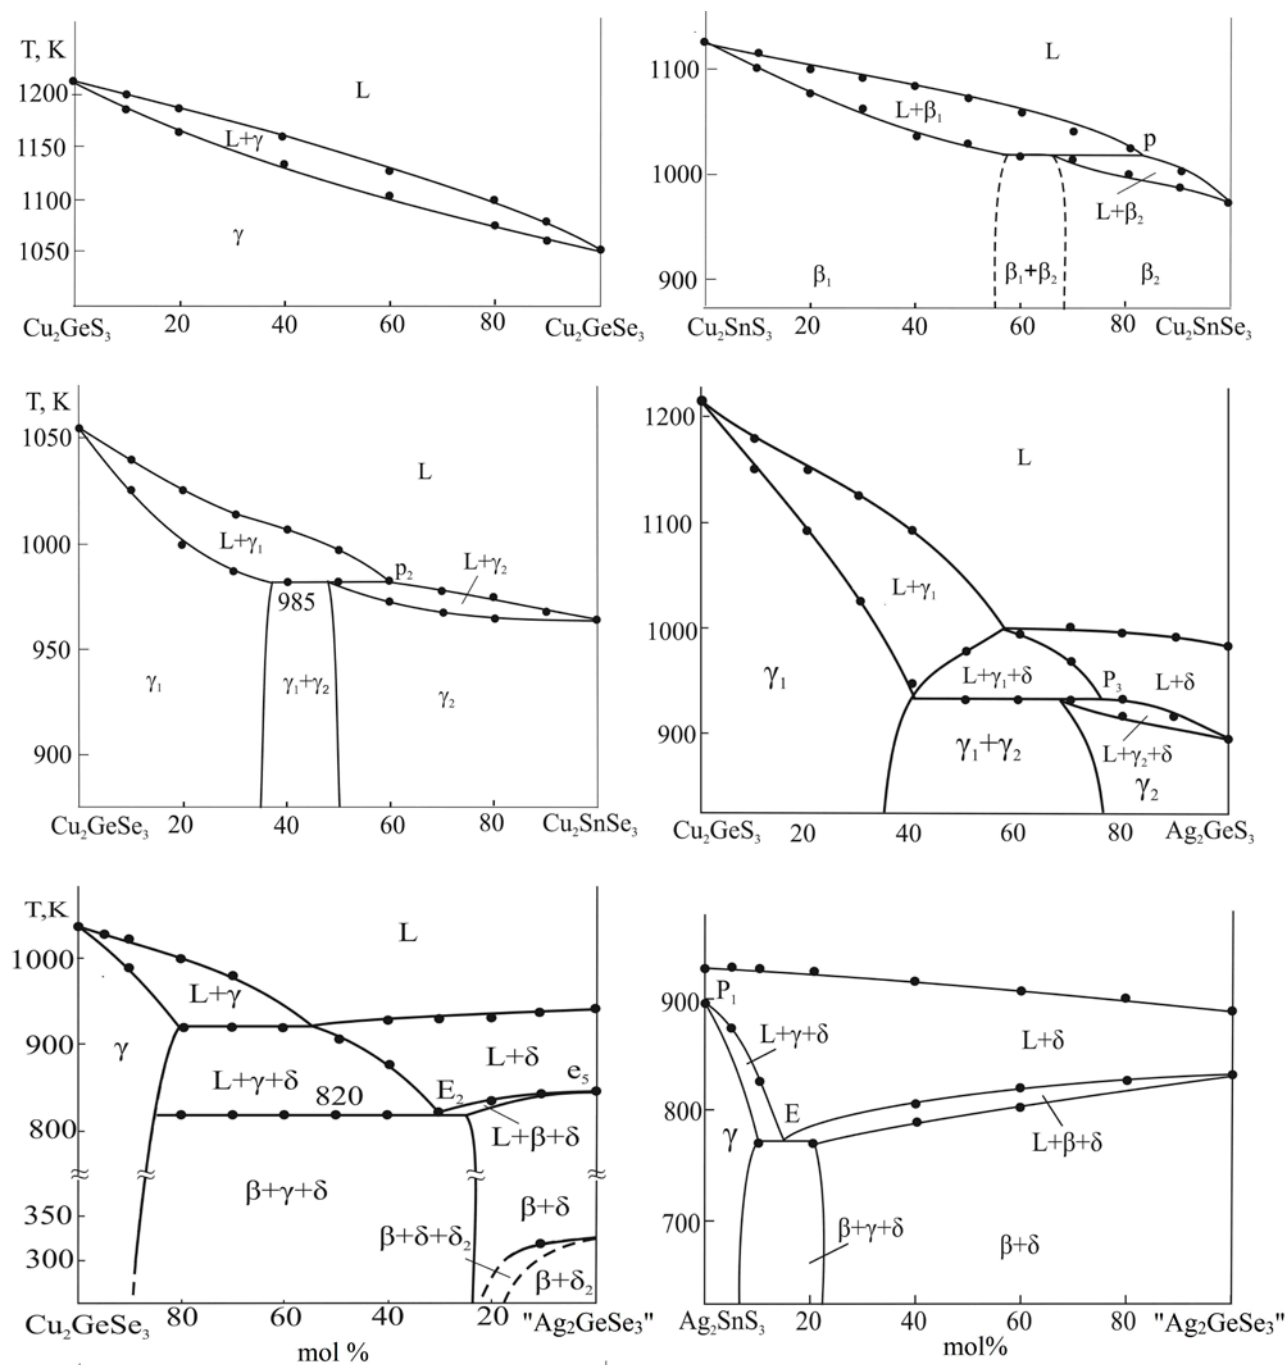 T, K
1200
1150
1100
1050
L
L+γ
γ
Cu₂GeS₃ 20 40 60 80 Cu₂GeSe₃
1100
1000
900
L
L+β₁
p
L+β₂
β₁
β₁+β₂
β₂
Cu₂SnS₃ 20 40 60 80 Cu₂SnSe₃
T, K
1050
1000
950
900
L
L+γ₁
p₂
L+γ₂
985
γ₁
γ₁+γ₂
γ₂
Cu₂GeSe₃ 20 40 60 80 Cu₂SnSe₃
1200
1100
1000
900
L
L+γ₁
γ₁
L+γ₁+δ
P₃
L+δ
γ₁+γ₂
L+γ₂+δ
γ₂
Cu₂GeS₃ 20 40 60 80 Ag₂GeS₃
T,K
1000
900
800
350
300
L
L+γ
γ
L+δ
L+γ+δ
820
E₂
e₅
L+β+δ
β+γ+δ
β+δ
β+δ+δ₂
β+δ₂
Cu₂GeSe₃ 80 60 40 20 "Ag₂GeSe₃"
mol %
900
800
700
P₁
L+γ+δ
L+δ
E
γ
L+β+δ
β+γ+δ
β+δ
Ag₂SnS₃ 20 40 60 80 "Ag₂GeSe₃"
mol%